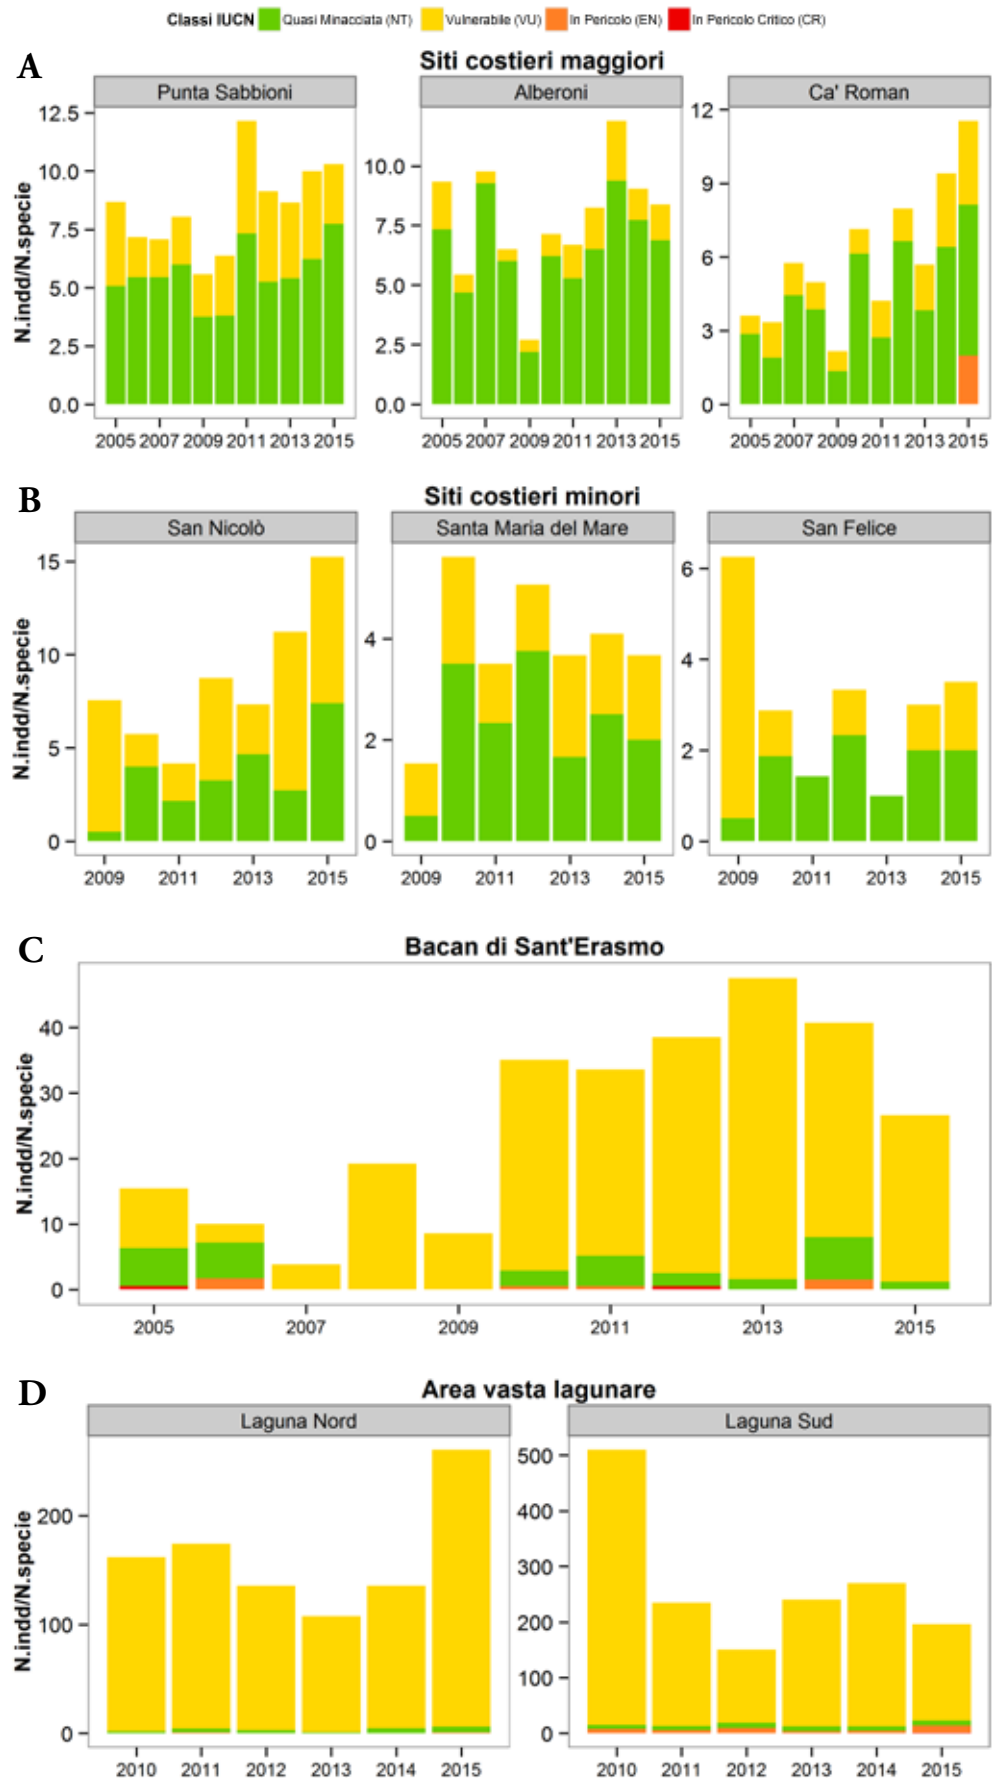 Classi IUCN Quasi Minacciata (NT) Vulnerabile (VU) In Pericolo (EN) In Pericolo Critico (CR)
A
Siti costieri maggiori
Punta Sabbioni Alberoni Ca' Roman
N.indd/N.specie
12.5
10.0
7.5
5.0
2.5
0.0
2005 2007 2009 2011 2013 2015
10.0
7.5
5.0
2.5
0.0
2005 2007 2009 2011 2013 2015
12
9
6
3
0
2005 2007 2009 2011 2013 2015
B
Siti costieri minori
San Nicolò Santa Maria del Mare San Felice
N.indd/N.specie
15
10
5
0
2009 2011 2013 2015
4
2
0
2009 2011 2013 2015
6
4
2
0
2009 2011 2013 2015
C
Bacan di Sant'Erasmo
N.indd/N.specie
40
30
20
10
0
2005 2007 2009 2011 2013 2015
D
Area vasta lagunare
Laguna Nord Laguna Sud
N.indd/N.specie
200
100
0
2010 2011 2012 2013 2014 2015
500
400
300
200
100
0
2010 2011 2012 2013 2014 2015